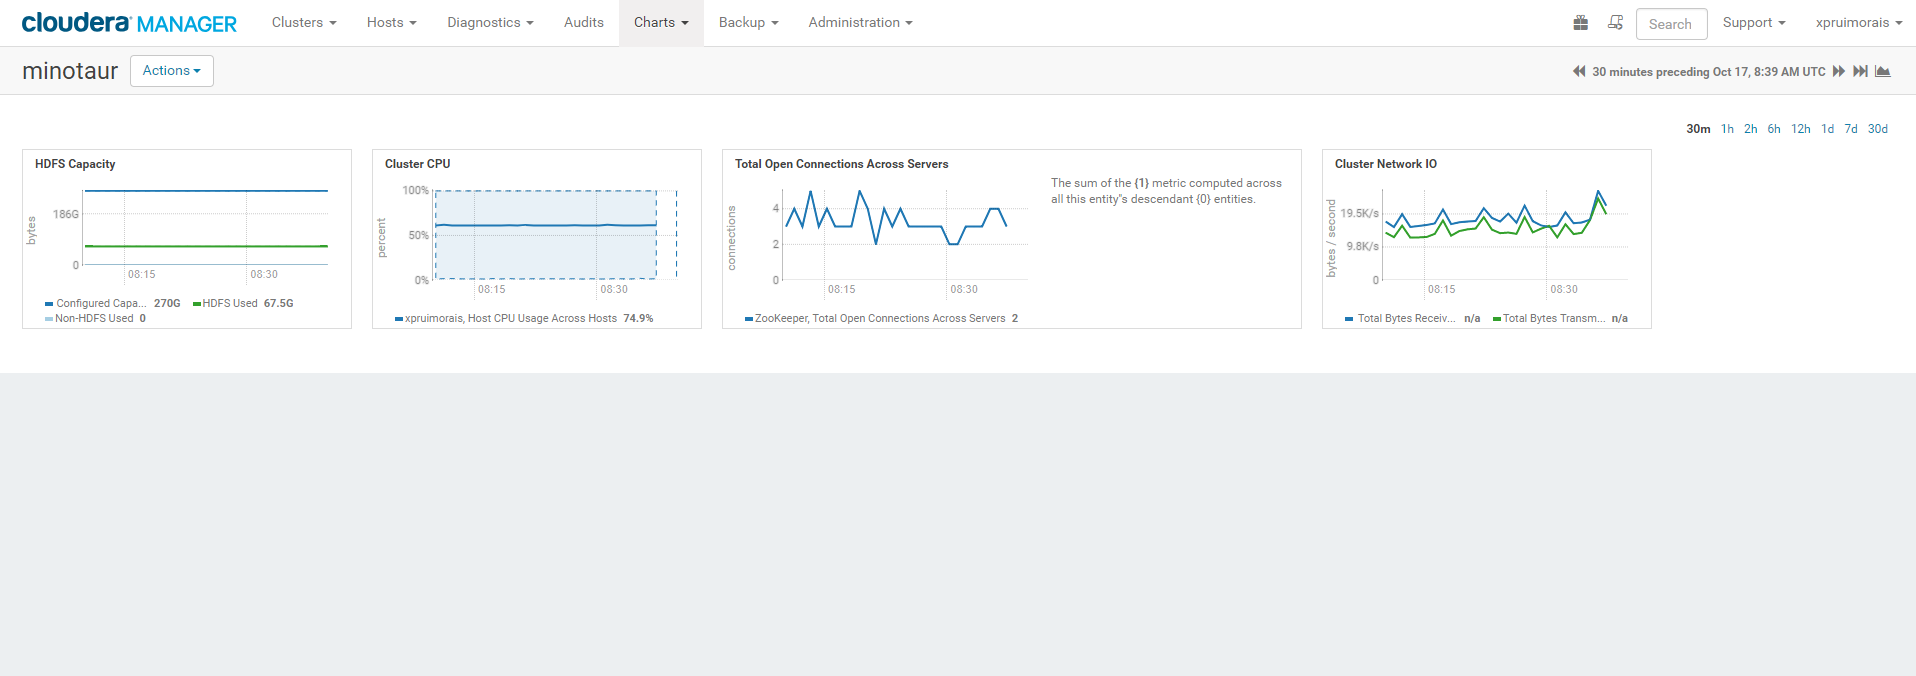 cloudera MANAGER Clusters Hosts Diagnostics Audits Charts Backup Administration Search Support xpruimorais
minotaur Actions 30 minutes preceding Oct 17, 8:39 AM UTC
30m 1h 2h 6h 12h 1d 7d 30d
HDFS Capacity
bytes
186G
0
08:15 08:30
Configured Capa... 270G HDFS Used 67.5G
Non-HDFS Used 0
Cluster CPU
percent
100%
50%
0%
08:15 08:30
xpruimorais, Host CPU Usage Across Hosts 74.9%
Total Open Connections Across Servers
connections
4
2
0
08:15 08:30
ZooKeeper, Total Open Connections Across Servers 2
The sum of the {1} metric computed across
all this entity"s descendant {0} entities.
Cluster Network IO
bytes / second
19.5K/s
9.8K/s
0
08:15 08:30
Total Bytes Receiv... n/a Total Bytes Transm... n/a